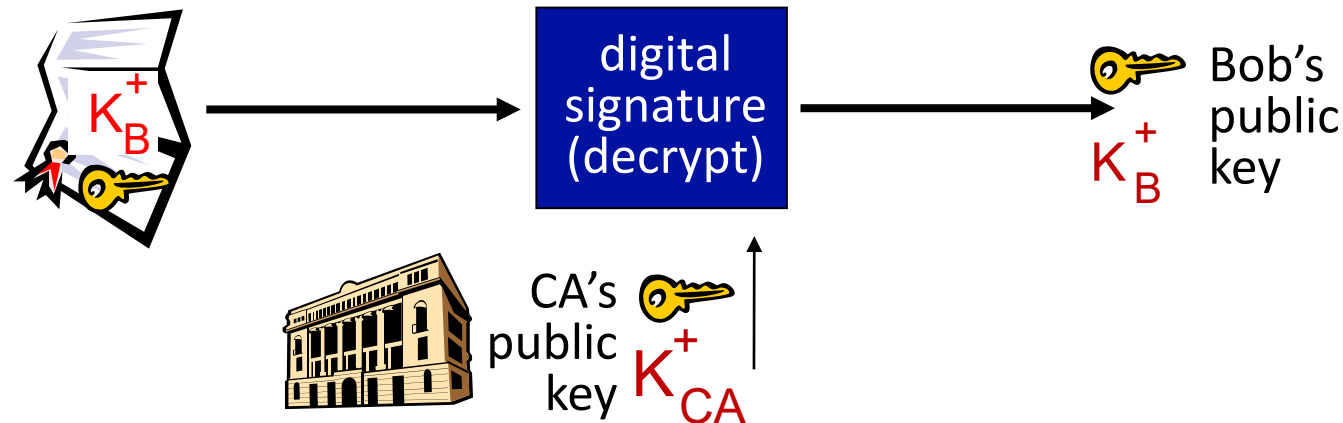 K+B
digital
signature
(decrypt)
K+B
Bob's
public
key
CA's
public
key
K+CA